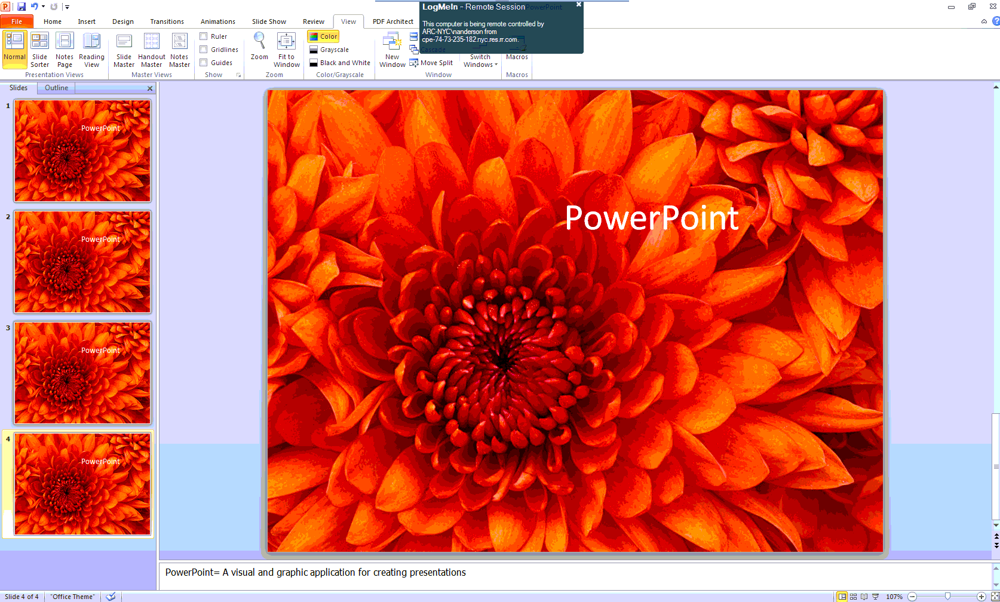 PowerPoint
LogMeIn - Remote Session
This computer is being remote controlled by
ARC-NYC\nanderson from
cpe-74-73-235-182.nyc.res.rr.com.
File Home Insert Design Transitions Animations Slide Show Review View PDF Architect
Normal Slide Sorter Notes Page Reading View
Presentation Views
Slide Master Handout Master Notes Master
Master Views
Ruler
Gridlines
Guides
Show
Zoom Fit to Window
Zoom
Color
Grayscale
Black and White
Color/Grayscale
New Window
Cascade
Move Split
Switch Windows
Window
Macros
Macros
Slides Outline
1
PowerPoint
2
PowerPoint
3
PowerPoint
4
PowerPoint
PowerPoint
PowerPoint= A visual and graphic application for creating presentations
Slide 4 of 4 "Office Theme" 107%